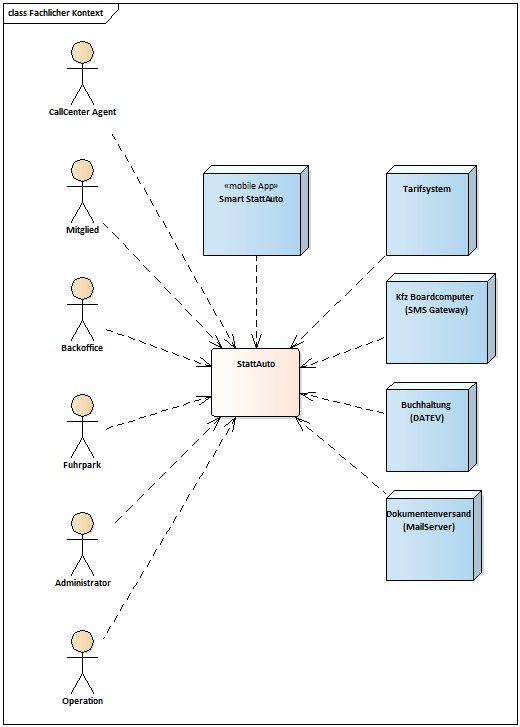 class Fachlicher Kontext
CallCenter Agent
Mitglied
Backoffice
Fuhrpark
Administrator
Operation
«mobile App»
Smart StattAuto
StattAuto
Tarifsystem
Kfz Boardcomputer
(SMS Gateway)
Buchhaltung
(DATEV)
Dokumentenversand
(MailServer)